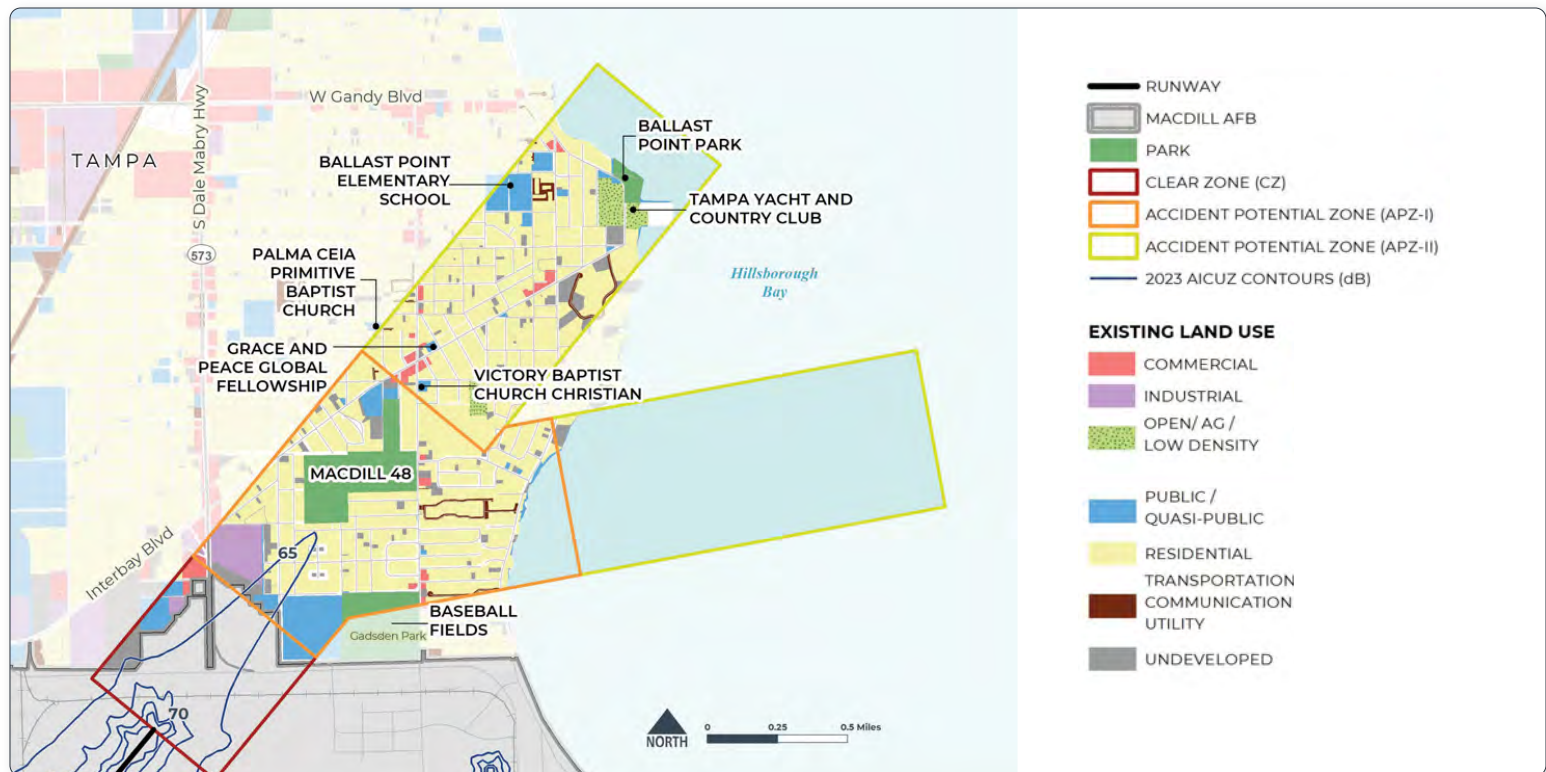 W Gandy Blvd
S Dale Mabry Hwy
TAMPA
573
BALLAST
POINT PARK
BALLAST POINT
ELEMENTARY
SCHOOL
TAMPA YACHT AND
COUNTRY CLUB
PALMA CEIA
PRIMITIVE
BAPTIST
CHURCH
Hillsborough
Bay
GRACE AND
PEACE GLOBAL
FELLOWSHIP
VICTORY BAPTIST
CHURCH CHRISTIAN
MACDILL 48
Interbay Blvd
65
BASEBALL
FIELDS
Gadsden Park
70
NORTH
0 0.25 0.5 Miles
RUNWAY
MACDILL AFB
PARK
CLEAR ZONE (CZ)
ACCIDENT POTENTIAL ZONE (APZ-I)
ACCIDENT POTENTIAL ZONE (APZ-II)
2023 AICUZ CONTOURS (dB)
EXISTING LAND USE
COMMERCIAL
INDUSTRIAL
OPEN/ AG /
LOW DENSITY
PUBLIC /
QUASI-PUBLIC
RESIDENTIAL
TRANSPORTATION
COMMUNICATION
UTILITY
UNDEVELOPED